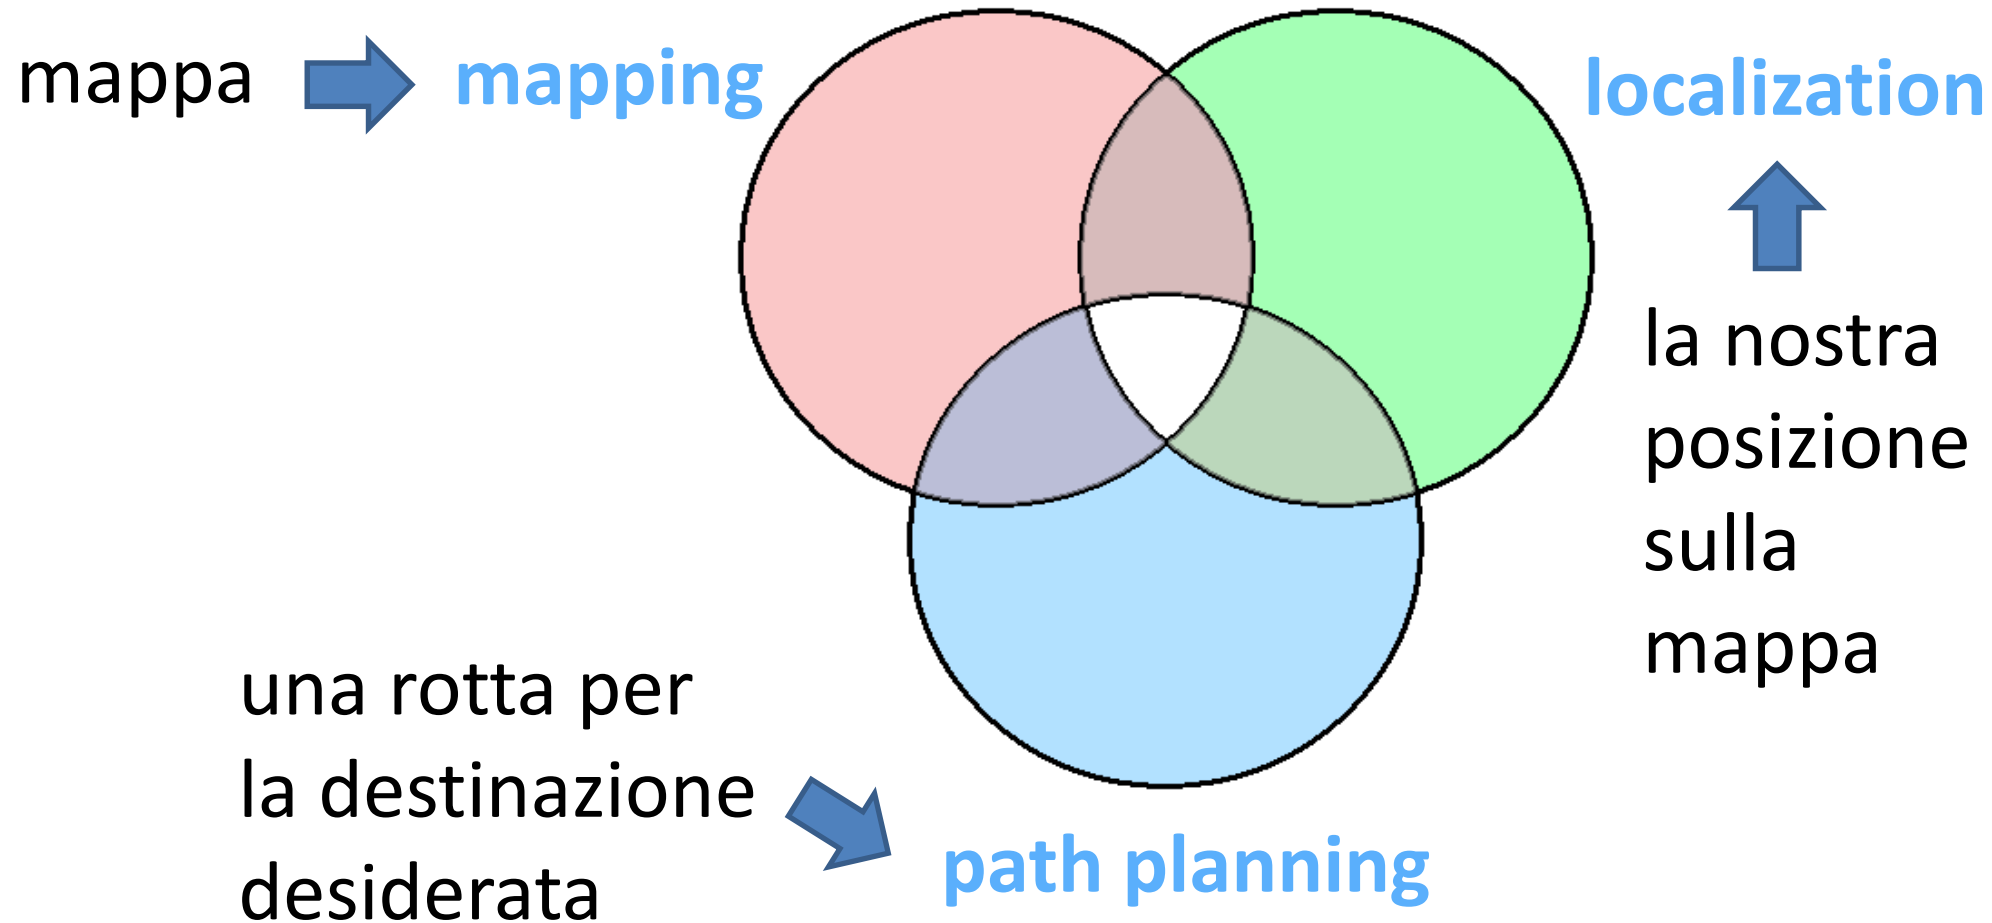 mappa
mapping
localization
la nostra
posizione
sulla
mappa
una rotta per
la destinazione
desiderata
path planning